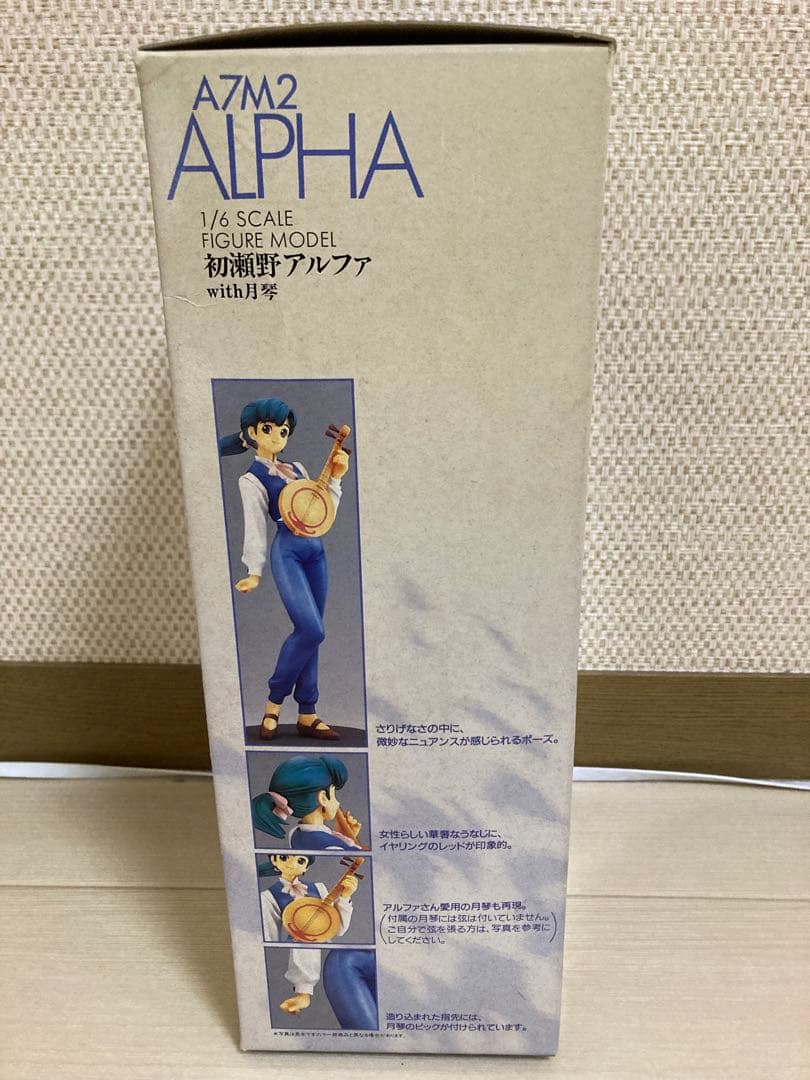 A7M2
ALPHA
1/6 SCALE
FIGURE MODEL
初瀬野アルファ
with月琴
さりげなさの中に、
微妙なニュアンスが感じられるポーズ。
女性らしい華奢なうなじに、
イヤリングのレッドが印象的。
アルファさん愛用の月琴も再現。
(付属の月琴には弦は付いていません。
ご自分で弦を張る方は、写真を参考に
してください。)
造り込まれた指先には、
月琴のピックが付けられています。